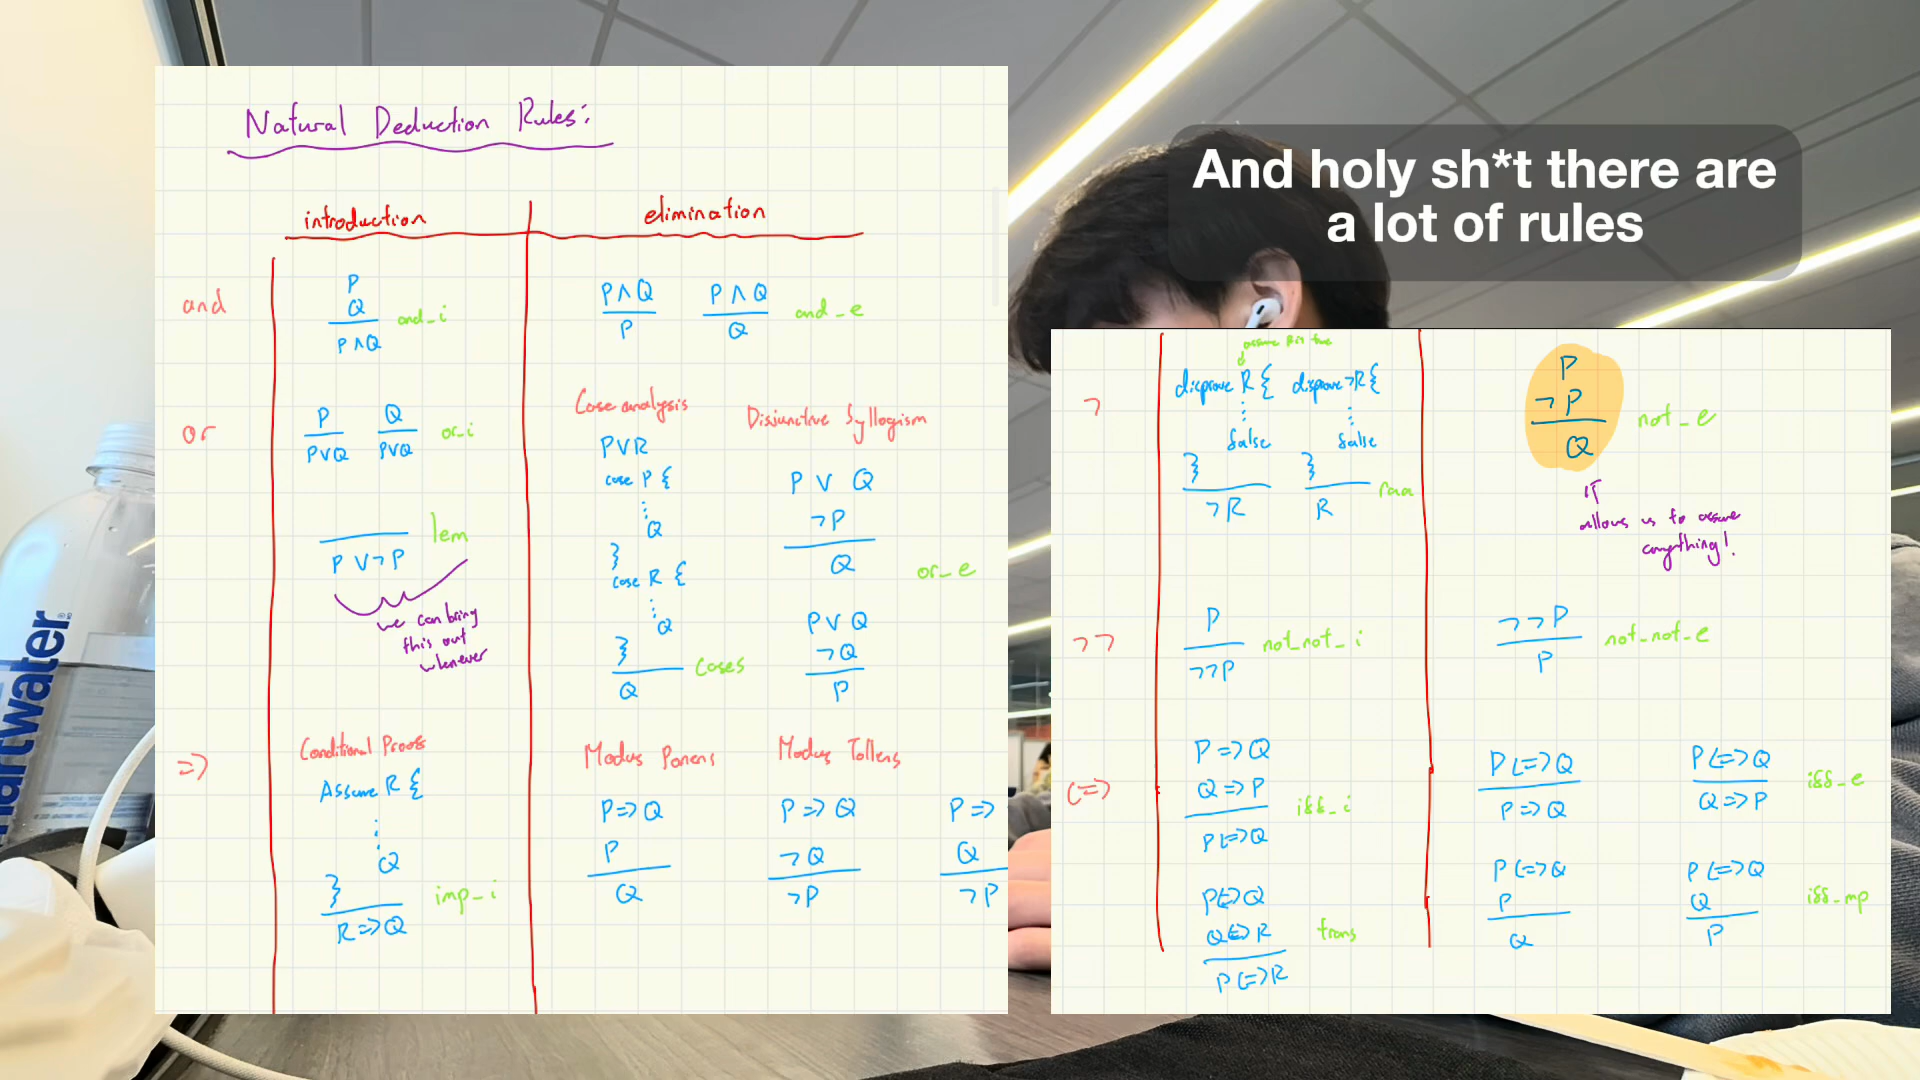 Natural Deduction Rules:
introduction
elimination
and
P
Q
P∧Q
and_i
P∧Q
P
P∧Q
Q
and_e
or
P
P∨Q
Q
P∨Q
or_i
P∨¬P
lem
we can bring
this out
whenever
Case analysis
P∨R
case P {
⋮
Q
}
case R {
⋮
Q
}
Q
cases
Disjunctive Syllogism
P ∨ Q
¬P
Q
P∨Q
¬Q
P
or_e
=>
Conditional Proofs
Assume R {
⋮
Q
}
R=>Q
imp_i
Modus Ponens
P=>Q
P
Q
Modus Tollens
P=>Q
¬Q
¬P
P=>
Q
¬P
And holy sh*t there are
a lot of rules
¬
disprove R {
⋮
false
}
¬R
disprove ¬R {
⋮
false
}
R
raa
P
¬P
Q
not_e
allows us to assume
anything!
¬¬
P
¬¬P
not_not_i
¬¬P
P
not_not_e
<=>
P=>Q
Q=>P
P<=>Q
iff_i
P<=>Q
Q<=>R
P<=>R
trans
P<=>Q
P=>Q
P<=>Q
Q=>P
iff_e
P<=>Q
P
Q
P<=>Q
Q
P
iff_mp
artwater